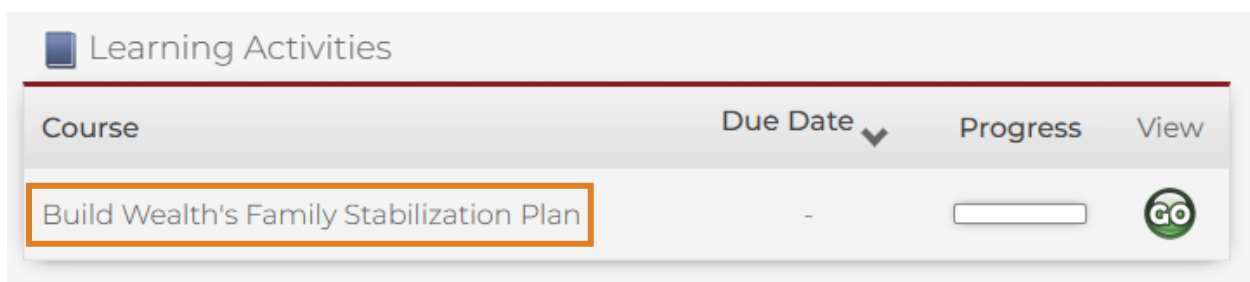 Learning Activities
Course Due Date Progress View
Build Wealth's Family Stabilization Plan - GO